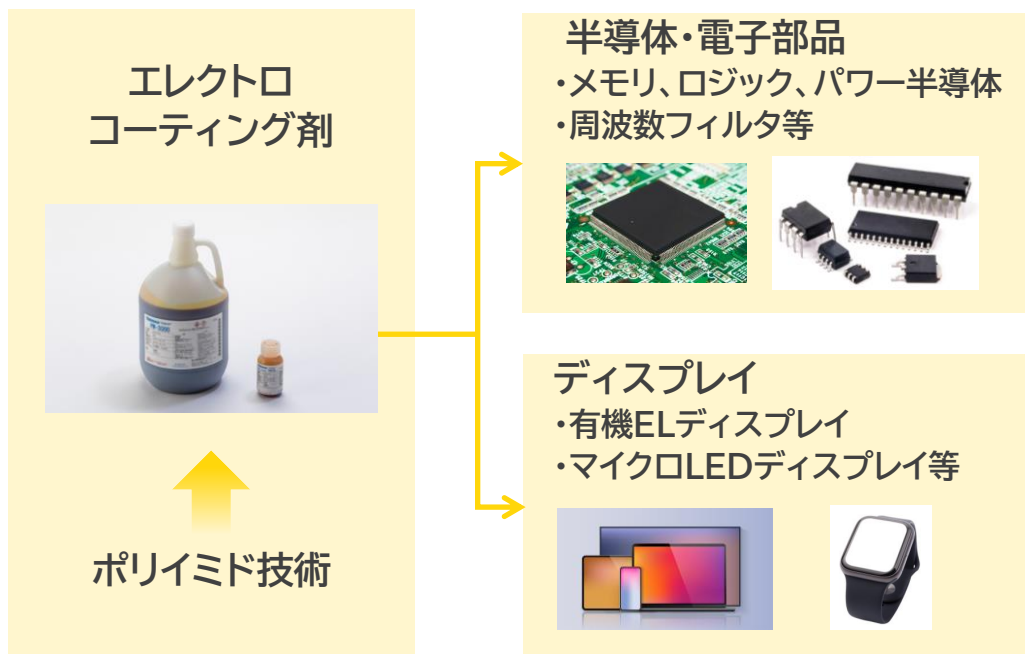 エレクトロ
コーティング剤
ポリイミド技術
半導体・電子部品
・メモリ、ロジック、パワー半導体
・周波数フィルタ等
ディスプレイ
・有機ELディスプレイ
・マイクロLEDディスプレイ等